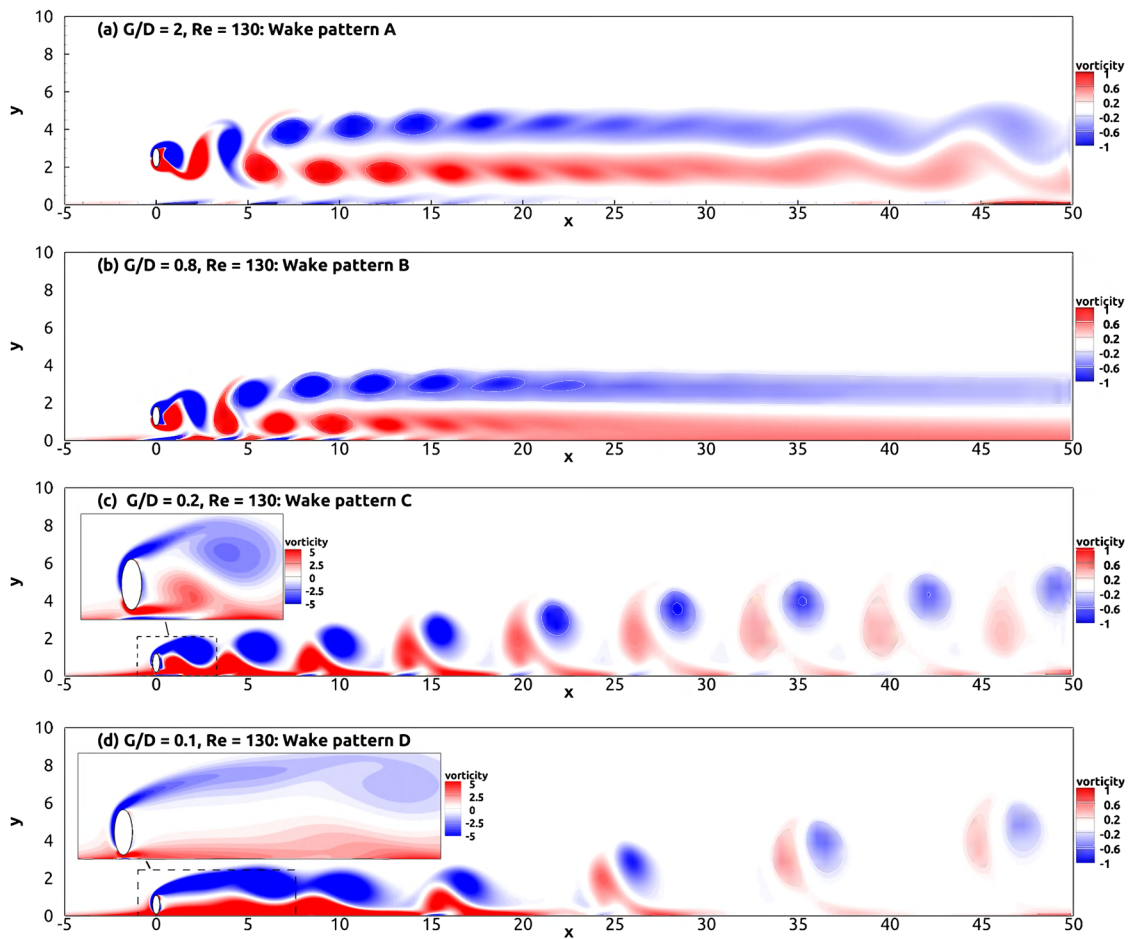 (a) G/D = 2, Re = 130: Wake pattern A
10
8
6
4
2
0
y
-5 0 5 10 15 20 25 30 35 40 45 50
x
vorticity
1
0.6
0.2
-0.2
-0.6
-1
(b) G/D = 0.8, Re = 130: Wake pattern B
10
8
6
4
2
0
y
-5 0 5 10 15 20 25 30 35 40 45 50
x
vorticity
1
0.6
0.2
-0.2
-0.6
-1
(c) G/D = 0.2, Re = 130: Wake pattern C
10
8
6
4
2
0
y
vorticity
5
2.5
0
-2.5
-5
-5 0 5 10 15 20 25 30 35 40 45 50
x
vorticity
1
0.6
0.2
-0.2
-0.6
-1
(d) G/D = 0.1, Re = 130: Wake pattern D
10
8
6
4
2
0
y
vorticity
5
2.5
0
-2.5
-5
-5 0 5 10 15 20 25 30 35 40 45 50
x
vorticity
1
0.6
0.2
-0.2
-0.6
-1